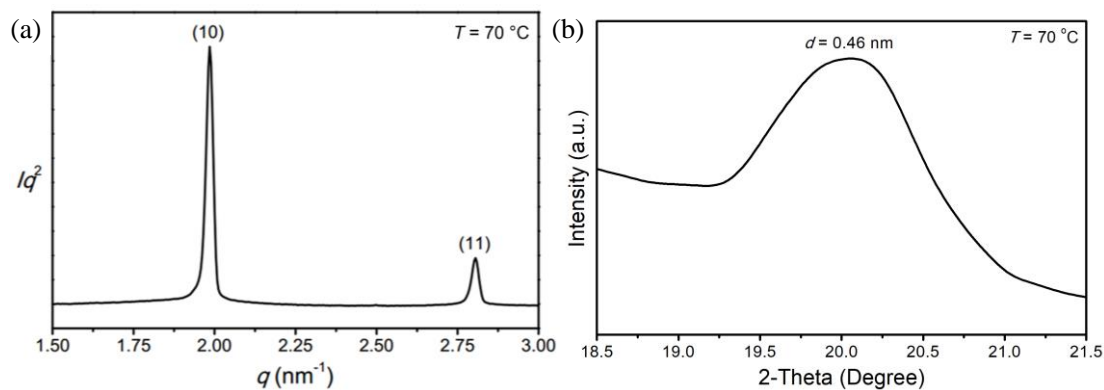 (a)
(10)
T = 70 °C
(11)
Iq²
1.50 1.75 2.00 2.25 2.50 2.75 3.00
q (nm⁻¹)
(b)
d = 0.46 nm
T = 70 °C
Intensity (a.u.)
18.5 19.0 19.5 20.0 20.5 21.0 21.5
2-Theta (Degree)